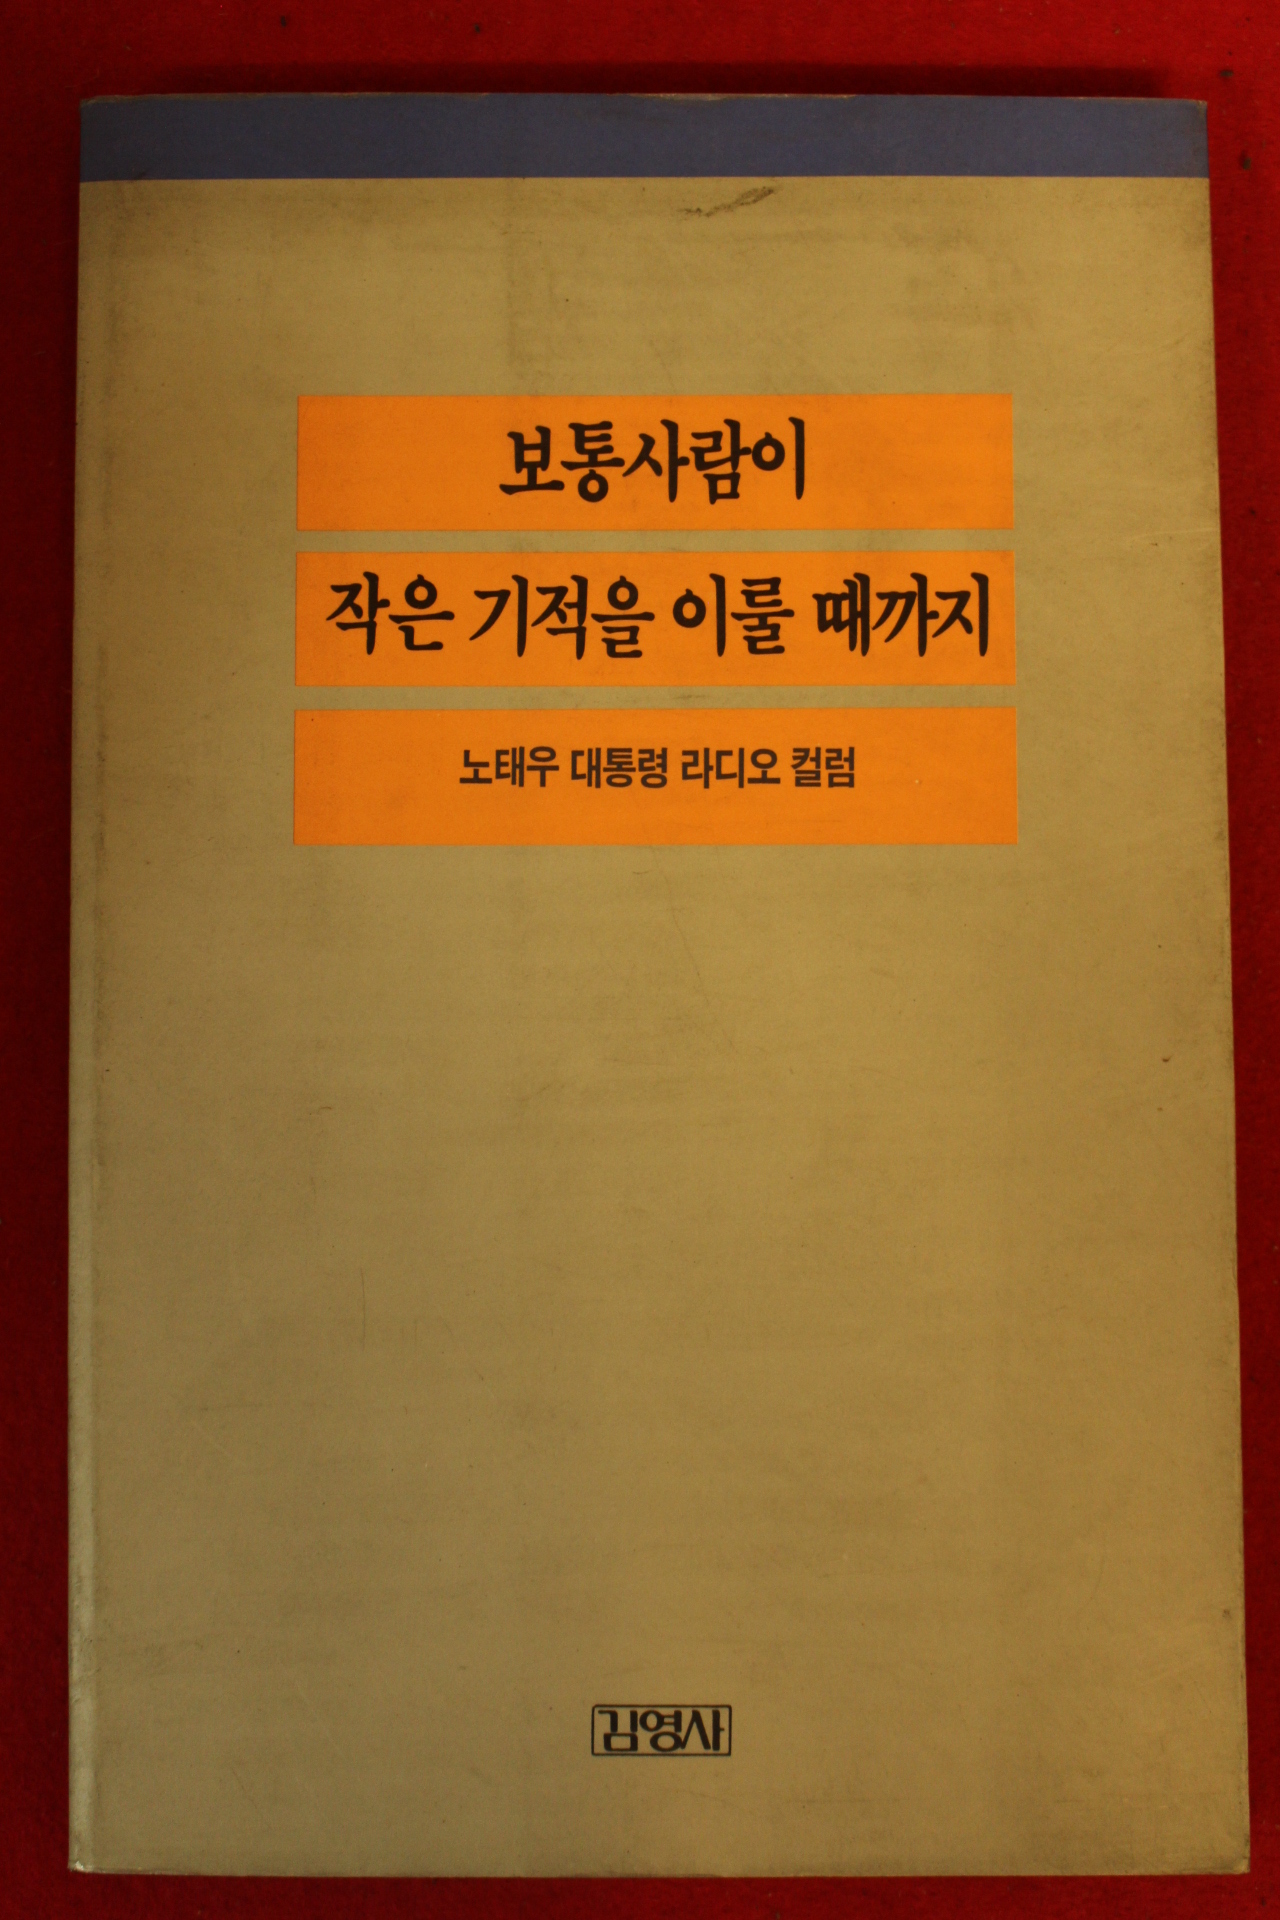 보통사람이
작은 기적을 이룰 때까지
노태우 대통령 라디오 컬럼
김영사